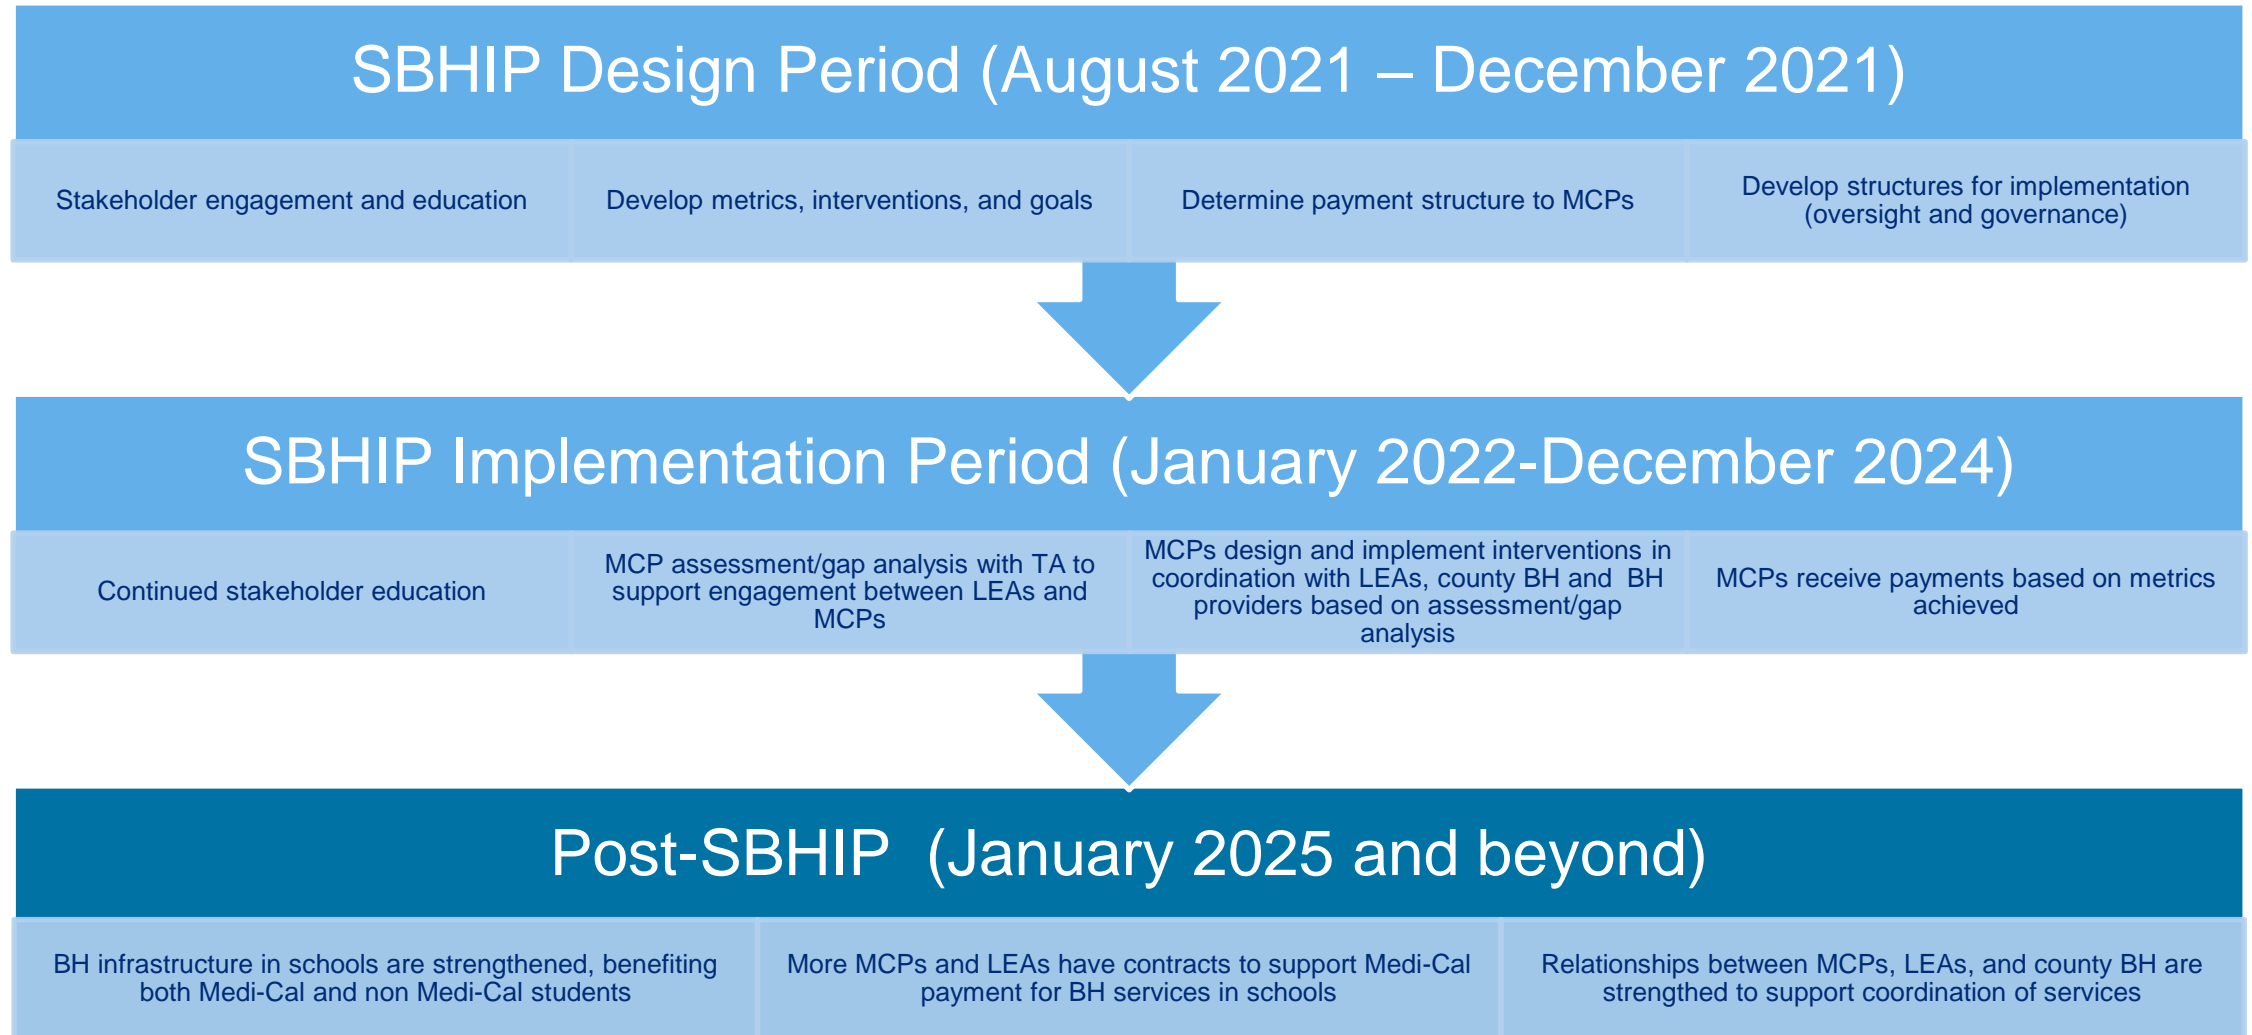 SBHIP Design Period (August 2021 – December 2021)
Stakeholder engagement and education
Develop metrics, interventions, and goals
Determine payment structure to MCPs
Develop structures for implementation
(oversight and governance)
SBHIP Implementation Period (January 2022-December 2024)
Continued stakeholder education
MCP assessment/gap analysis with TA to
support engagement between LEAs and
MCPs
MCPs design and implement interventions in
coordination with LEAs, county BH and  BH
providers based on assessment/gap
analysis
MCPs receive payments based on metrics
achieved
Post-SBHIP  (January 2025 and beyond)
BH infrastructure in schools are strengthened, benefiting
both Medi-Cal and non Medi-Cal students
More MCPs and LEAs have contracts to support Medi-Cal
payment for BH services in schools
Relationships between MCPs, LEAs, and county BH are
strengthed to support coordination of services